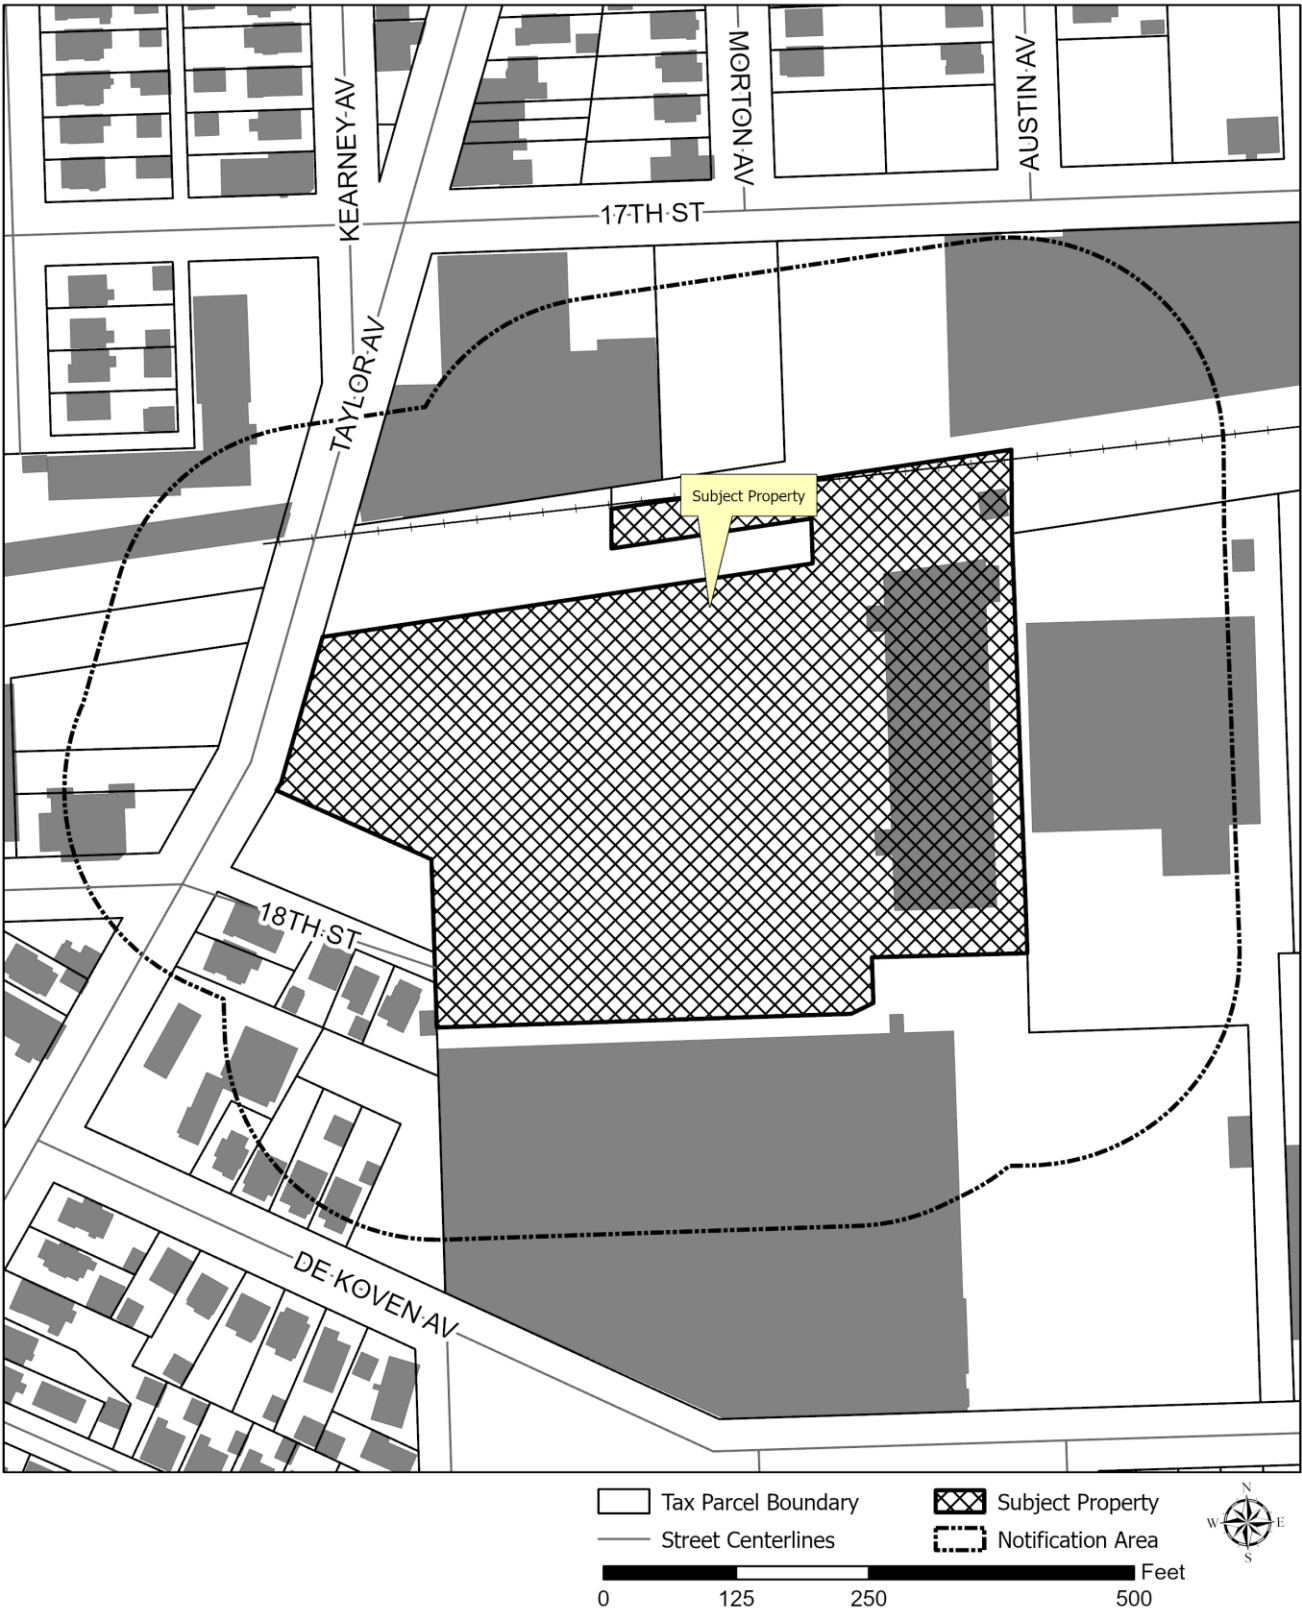 MORTON AV
AUSTIN AV
KEARNEY AV
17TH ST
TAYLOR AV
Subject Property
18TH ST
DE KOVEN AV
Tax Parcel Boundary
Subject Property
Street Centerlines
Notification Area
N
W
E
S
Feet
0
125
250
500